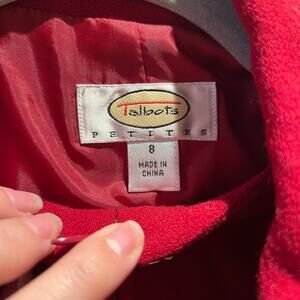 Talbots
PETITES
8
MADE IN
CHINA